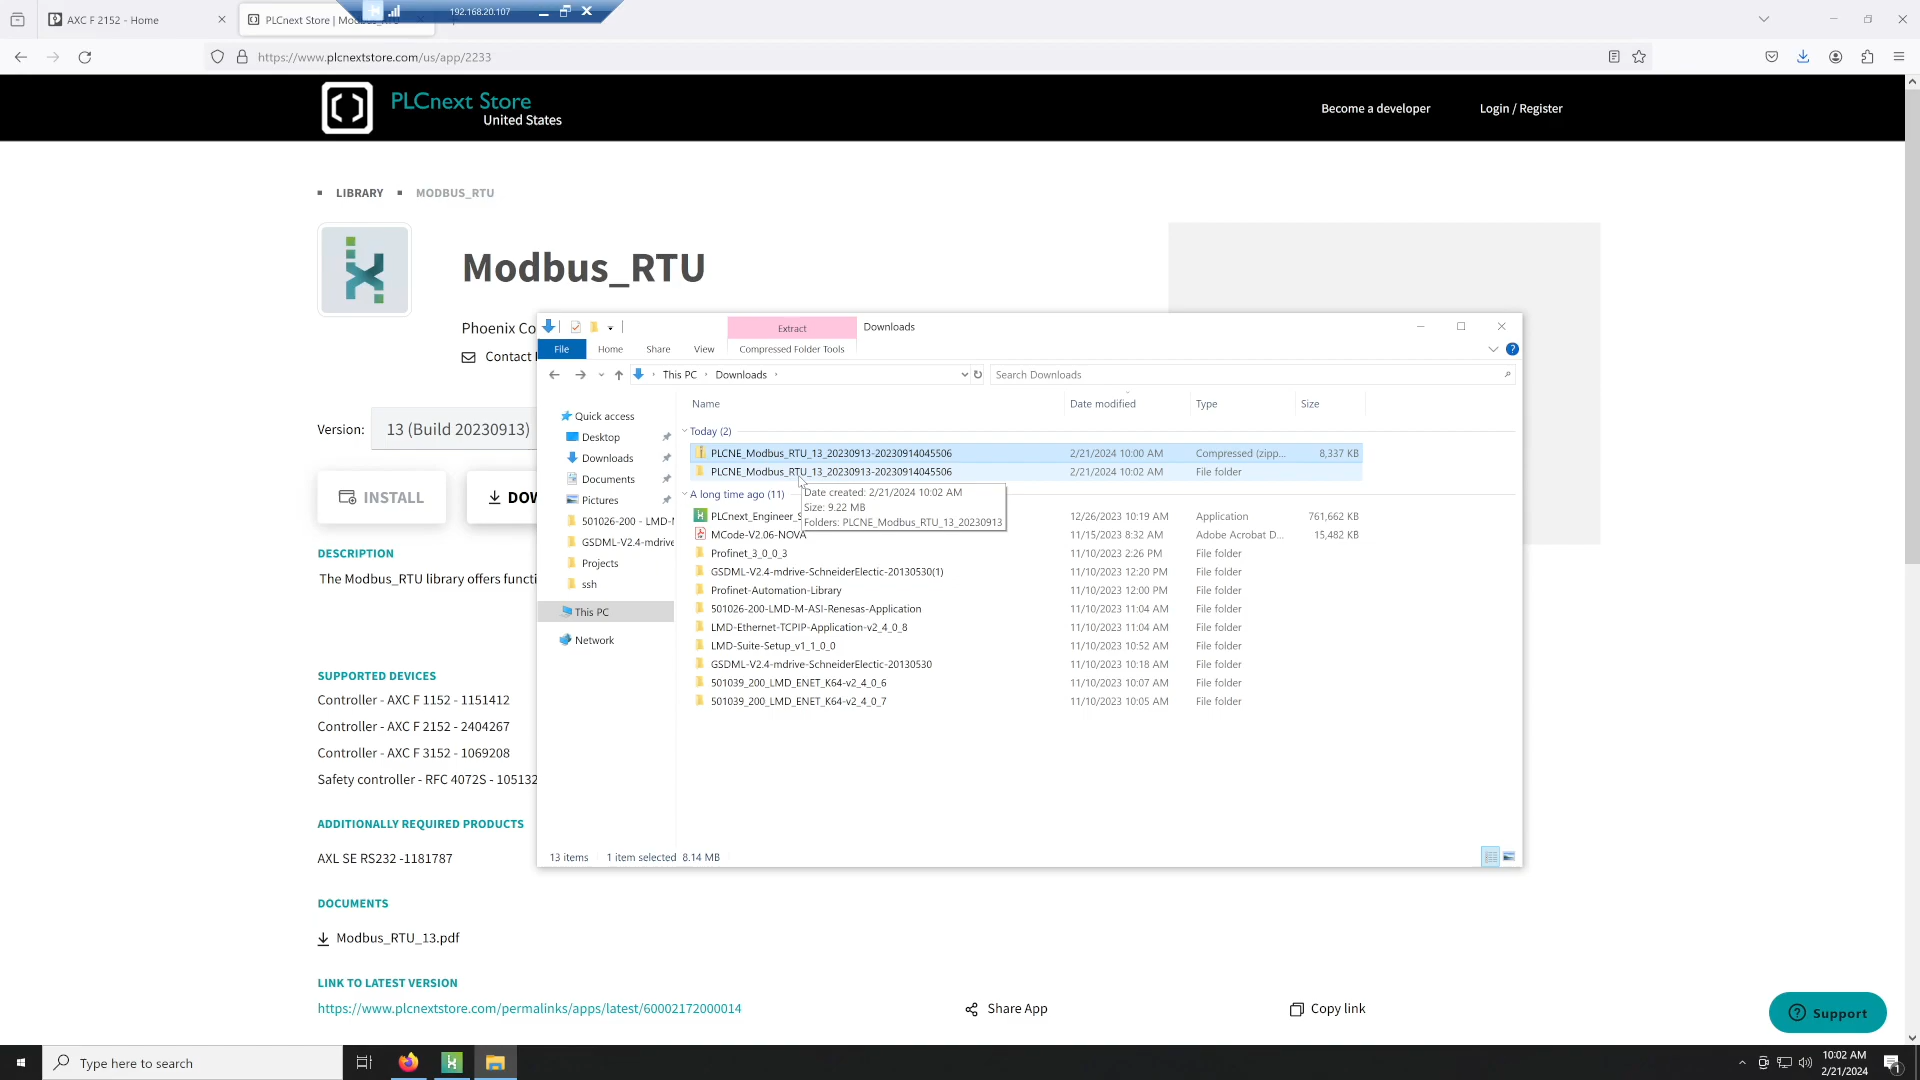 AXC F 2152 - Home
PLCnext Store | Modbus_RTU
192.168.20.107
https://www.plcnextstore.com/us/app/2233
PLCnext Store
United States
Become a developer
Login / Register
LIBRARY
MODBUS_RTU
Modbus_RTU
Phoenix Co
Contact
Version:
13 (Build 20230913)
INSTALL
DOW
DESCRIPTION
The Modbus_RTU library offers functi
SUPPORTED DEVICES
Controller - AXC F 1152 - 1151412
Controller - AXC F 2152 - 2404267
Controller - AXC F 3152 - 1069208
Safety controller - RFC 4072S - 105132
ADDITIONALLY REQUIRED PRODUCTS
AXL SE RS232 -1181787
DOCUMENTS
Modbus_RTU_13.pdf
LINK TO LATEST VERSION
https://www.plcnextstore.com/permalinks/apps/latest/60002172000014
Share App
Copy link
Support
Extract
Downloads
File
Home
Share
View
Compressed Folder Tools
This PC
Downloads
Search Downloads
Quick access
Desktop
Downloads
Documents
Pictures
501026-200 - LMD-M
GSDML-V2.4-mdrive
Projects
ssh
This PC
Network
Name
Date modified
Type
Size
Today (2)
PLCNE_Modbus_RTU_13_20230913-20230914045506 2/21/2024 10:00 AM Compressed (zipp... 8,337 KB
PLCNE_Modbus_RTU_13_20230913-20230914045506 2/21/2024 10:02 AM File folder
A long time ago (11)
Date created: 2/21/2024 10:02 AM
Size: 9.22 MB
Folders: PLCNE_Modbus_RTU_13_20230913
PLCnext_Engineer_S 12/26/2023 10:19 AM Application 761,662 KB
MCode-V2.06-NOVA 11/15/2023 8:32 AM Adobe Acrobat D... 15,482 KB
Profinet_3_0_0_3 11/10/2023 2:26 PM File folder
GSDML-V2.4-mdrive-SchneiderElectic-20130530(1) 11/10/2023 12:20 PM File folder
Profinet-Automation-Library 11/10/2023 12:00 PM File folder
501026-200-LMD-M-ASI-Renesas-Application 11/10/2023 11:04 AM File folder
LMD-Ethernet-TCPIP-Application-v2_4_0_8 11/10/2023 11:04 AM File folder
LMD-Suite-Setup_v1_1_0_0 11/10/2023 10:52 AM File folder
GSDML-V2.4-mdrive-SchneiderElectic-20130530 11/10/2023 10:18 AM File folder
501039_200_LMD_ENET_K64-v2_4_0_6 11/10/2023 10:07 AM File folder
501039_200_LMD_ENET_K64-v2_4_0_7 11/10/2023 10:05 AM File folder
13 items
1 item selected 8.14 MB
Type here to search
10:02 AM
2/21/2024
1